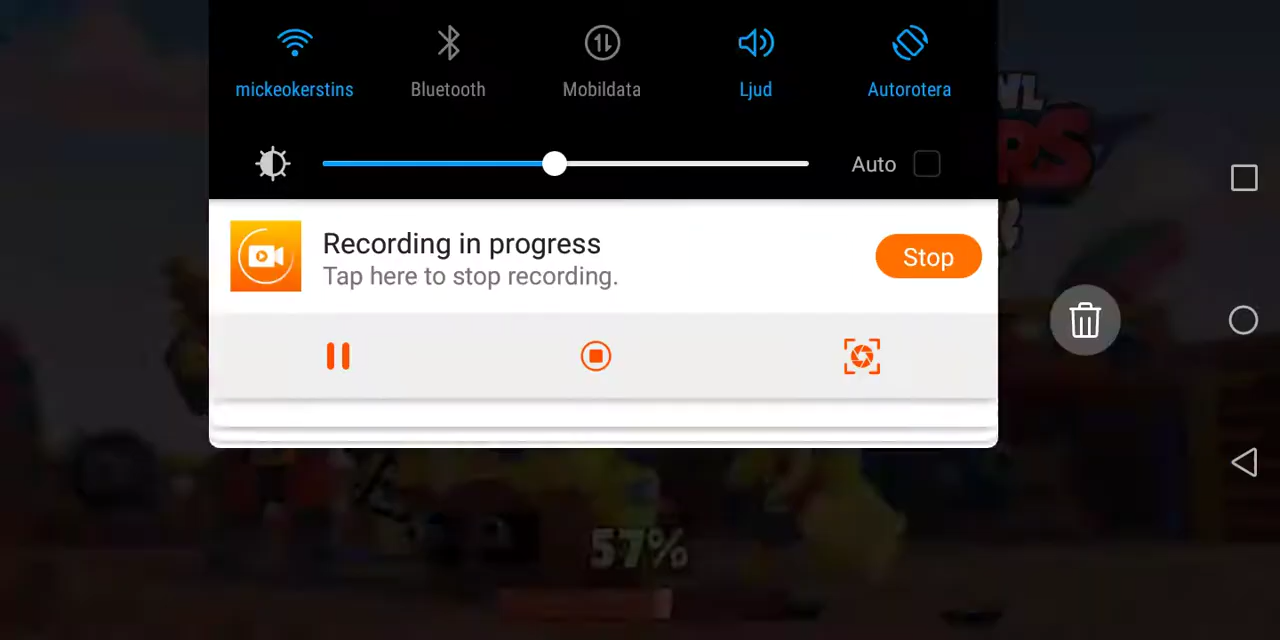 mickeokerstins
Bluetooth
Mobildata
Ljud
Autorotera
Auto
Recording in progress
Tap here to stop recording.
Stop
57%